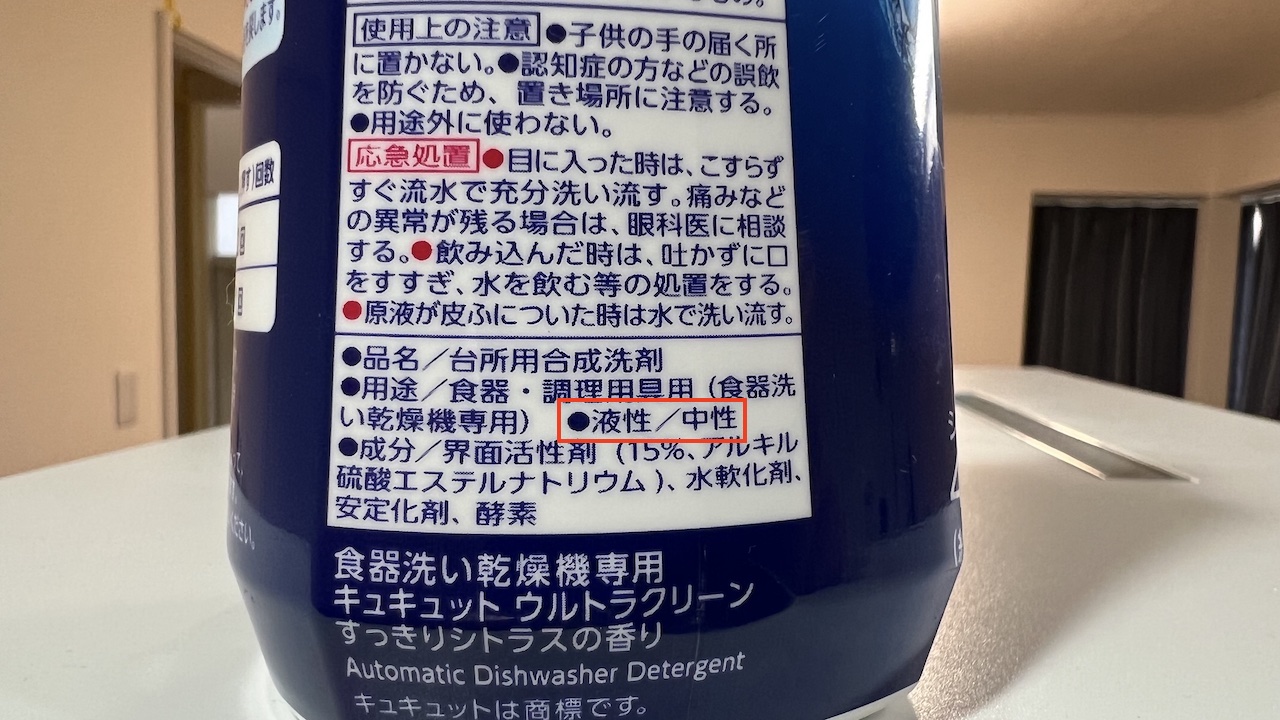 使用上の注意 ●子供の手の届く所
に置かない。●認知症の方などの誤飲
を防ぐため、置き場所に注意する。
●用途外に使わない。
応急処置 ●目に入った時は、こすらず
すぐ流水で充分洗い流す。痛みなど
の異常が残る場合は、眼科医に相談
する。●飲み込んだ時は、吐かずに口
をすすぎ、水を飲む等の処置をする。
●原液が皮ふについた時は水で洗い流す。
●品名／台所用合成洗剤
●用途／食器・調理用具用（食器洗
い乾燥機専用） ●液性／中性
●成分／界面活性剤（15%、アルキル
硫酸エステルナトリウム）、水軟化剤、
安定化剤、酵素
食器洗い乾燥機専用
キュキュット ウルトラクリーン
すっきりシトラスの香り
Automatic Dishwasher Detergent
キュキュットは商標です。
回数
回
回
ください。